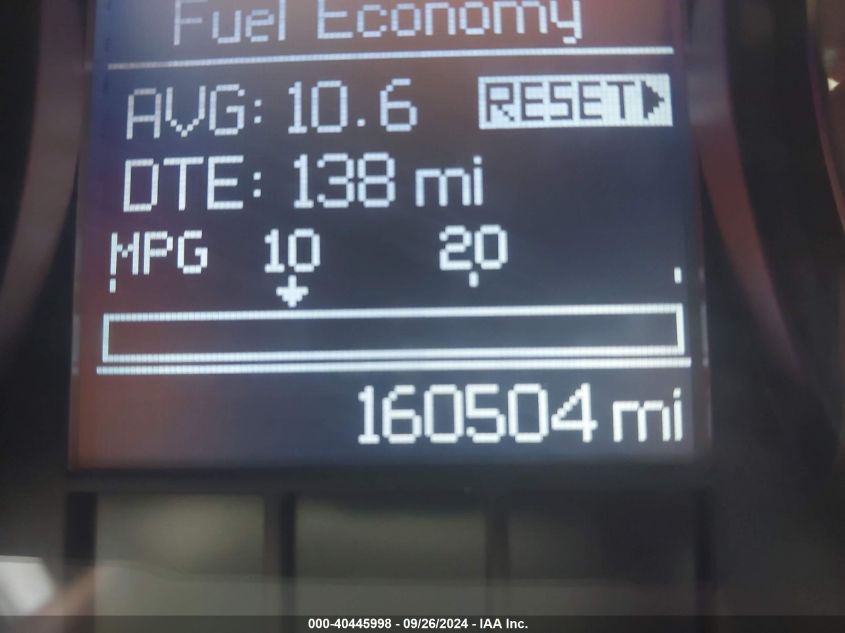 Fuel Economy
AVG: 10.6 RESET
DTE: 138 mi
MPG 10 20
160504 mi
000-40445998 - 09/26/2024 - IAA Inc.